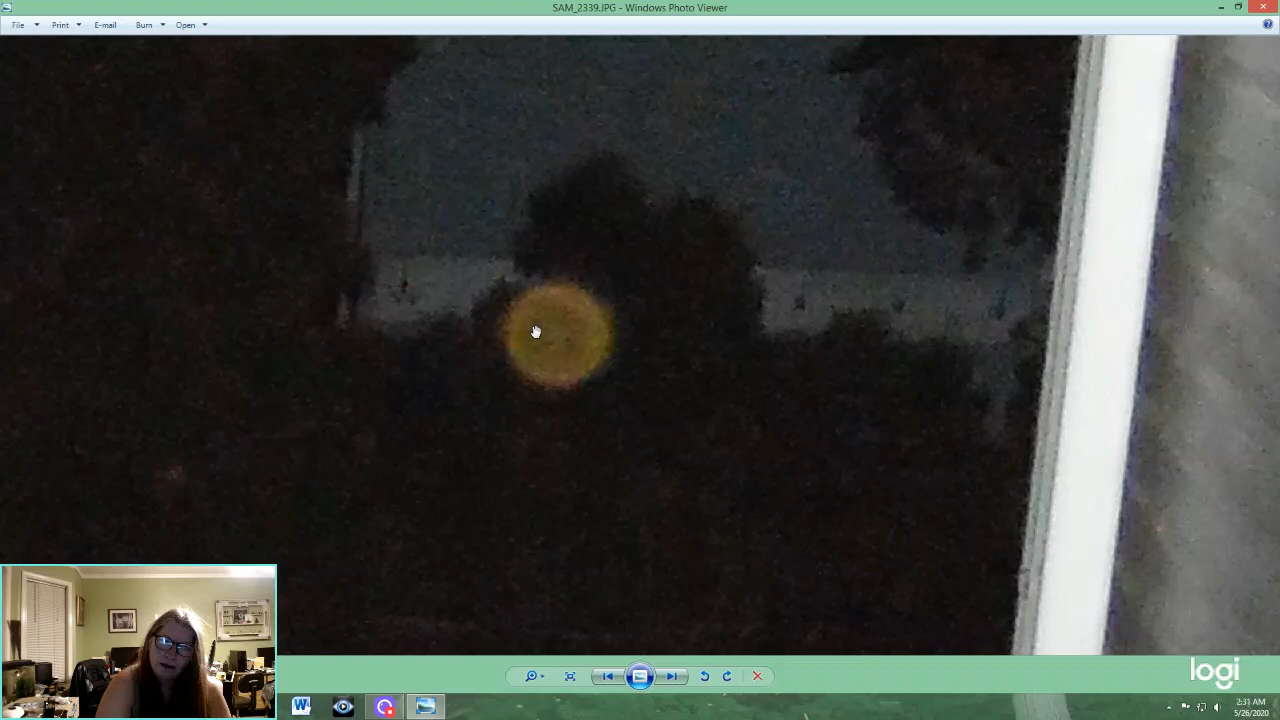 SAM_2339.JPG - Windows Photo Viewer
File Print E-mail Burn Open
logi
2:31 AM
5/26/2020